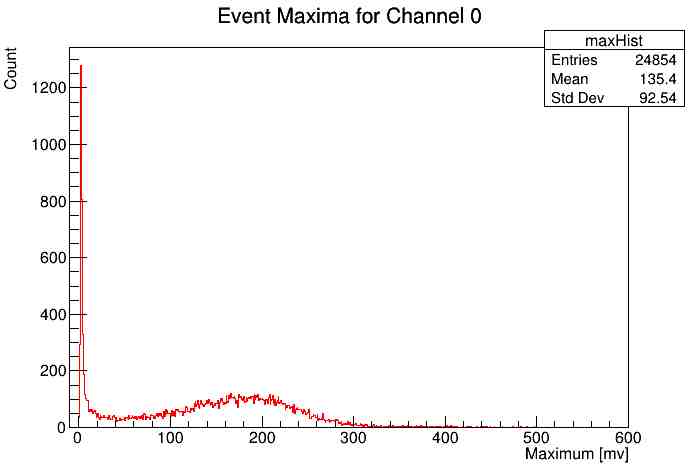 Event Maxima for Channel 0
maxHist
Entries 24854
Mean 135.4
Std Dev 92.54
Count
1200
1000
800
600
400
200
0
0 100 200 300 400 500 600
Maximum [mv]